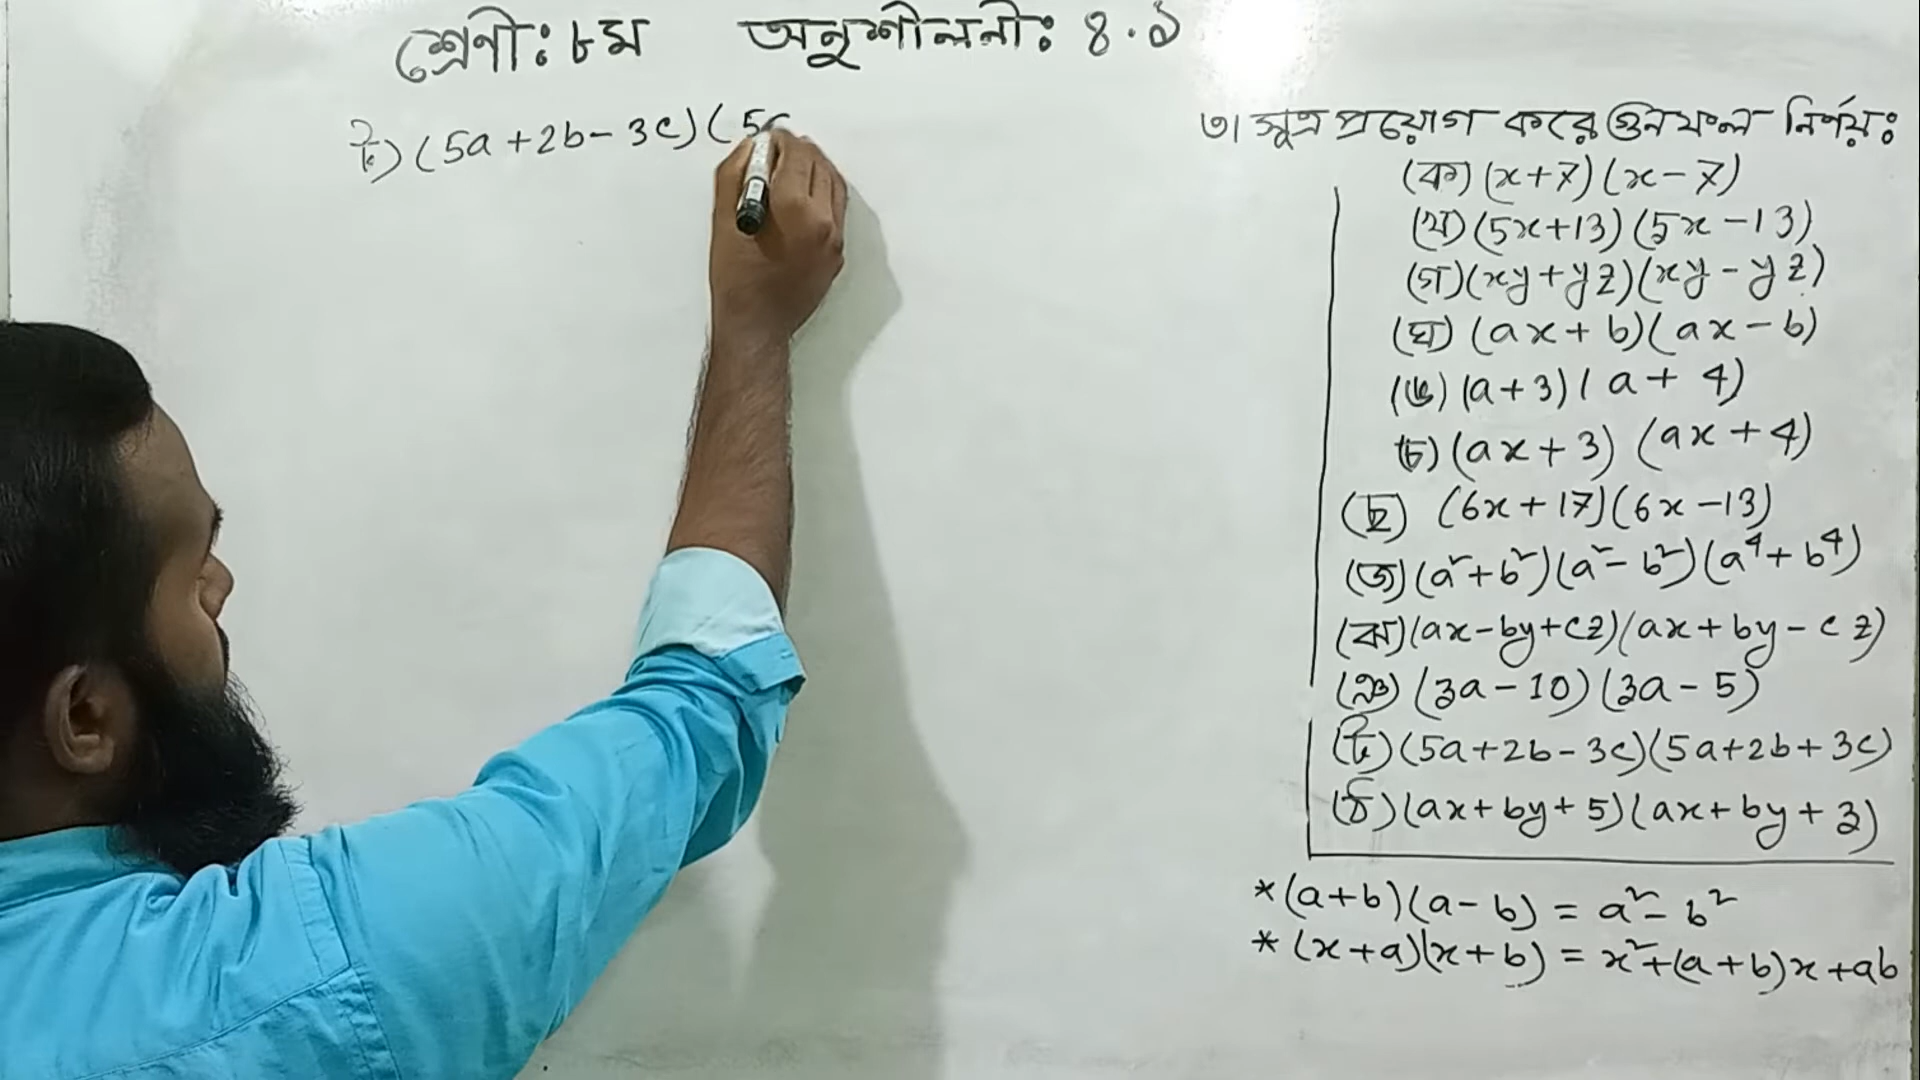 শ্রেণীঃ ৮ম অনুশীলনীঃ ৪.১
ট) (5a+2b-3c)(5
৩। সুত্র প্রয়োগ করে গুনফল নির্ণয়ঃ
(ক) (x+7)(x-7)
(খ) (5x+13)(5x-13)
(গ) (xy+yz)(xy-yz)
(ঘ) (ax+b)(ax-b)
(ঙ) (a+3)(a+4)
(চ) (ax+3)(ax+4)
(ছ) (6x+17)(6x-13)
(জ) (a²+b²)(a²-b²)(a⁴+b⁴)
(ঝ) (ax-by+cz)(ax+by-cz)
(ঞ) (3a-10)(3a-5)
(ট) (5a+2b-3c)(5a+2b+3c)
(ঠ) (ax+by+5)(ax+by+3)
*(a+b)(a-b) = a²-b²
*(x+a)(x+b) = x²+(a+b)x+ab